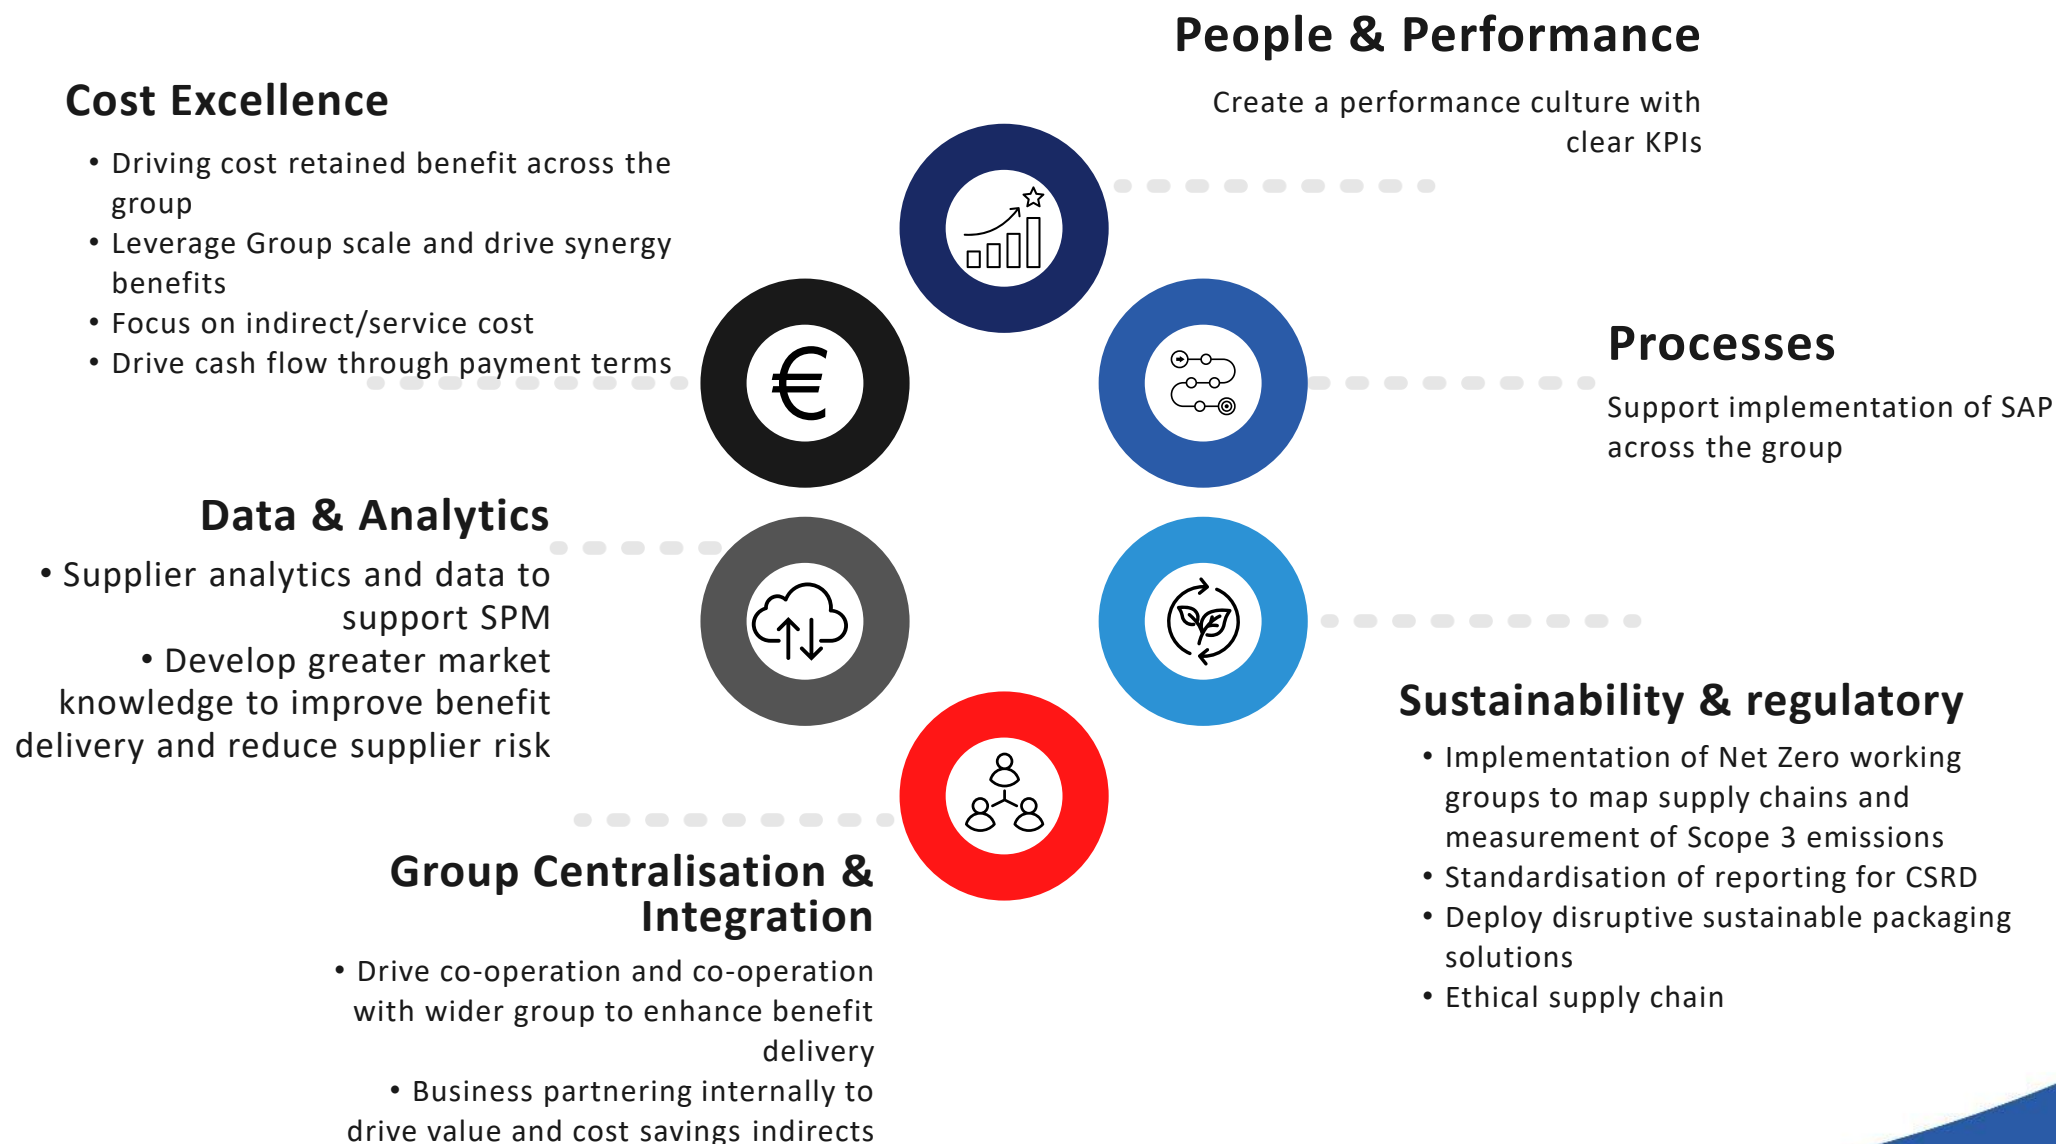 People & Performance
Create a performance culture with
clear KPIs
Cost Excellence
• Driving cost retained benefit across the
group
• Leverage Group scale and drive synergy
benefits
• Focus on indirect/service cost
• Drive cash flow through payment terms
€
Processes
Support implementation of SAP
across the group
Data & Analytics
• Supplier analytics and data to
support SPM
• Develop greater market
knowledge to improve benefit
delivery and reduce supplier risk
Sustainability & regulatory
• Implementation of Net Zero working
groups to map supply chains and
measurement of Scope 3 emissions
• Standardisation of reporting for CSRD
• Deploy disruptive sustainable packaging
solutions
• Ethical supply chain
Group Centralisation &
Integration
• Drive co-operation and co-operation
with wider group to enhance benefit
delivery
• Business partnering internally to
drive value and cost savings indirects